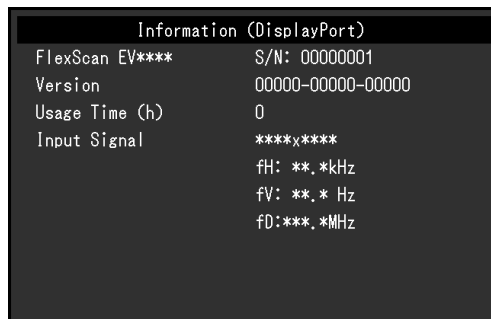 Information (DisplayPort)
FlexScan EV**** S/N: 00000001
Version 00000-00000-00000
Usage Time (h) 0
Input Signal ****x****
fH: **.*kHz
fV: **.* Hz
fD:***.*MHz